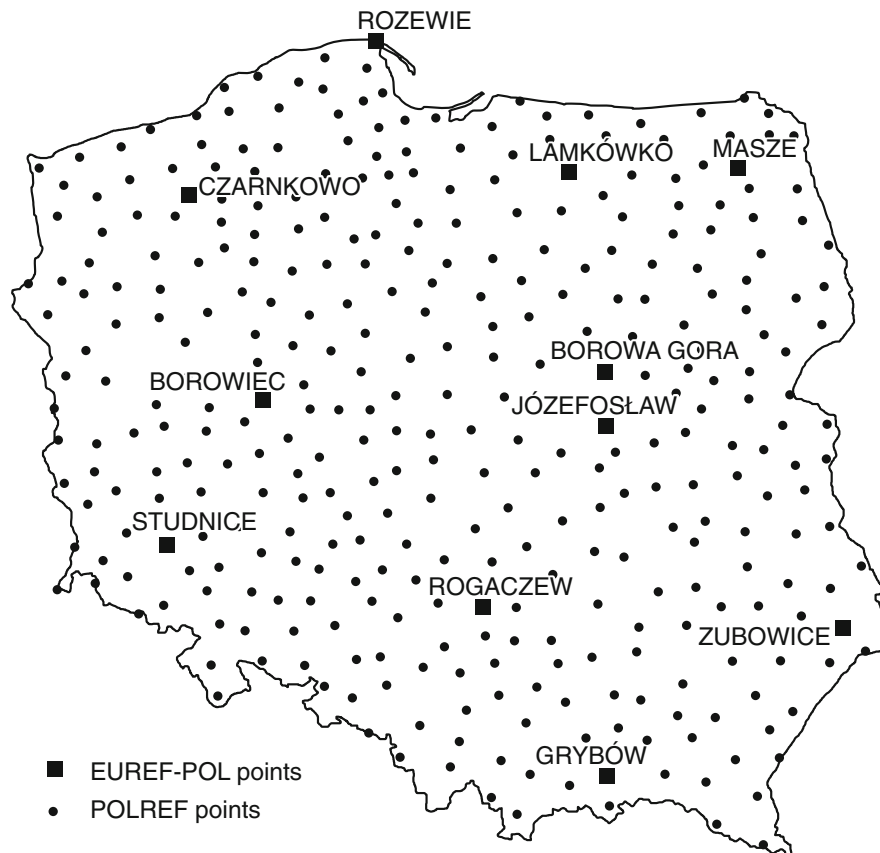 ROZEWIE
LAMKÓWKO
MASZE
CZARNKOWO
BOROWA GORA
BOROWIEC
JÓZEFOSŁAW
STUDNICE
ROGACZEW
ZUBOWICE
GRYBÓW
EUREF-POL points
POLREF points